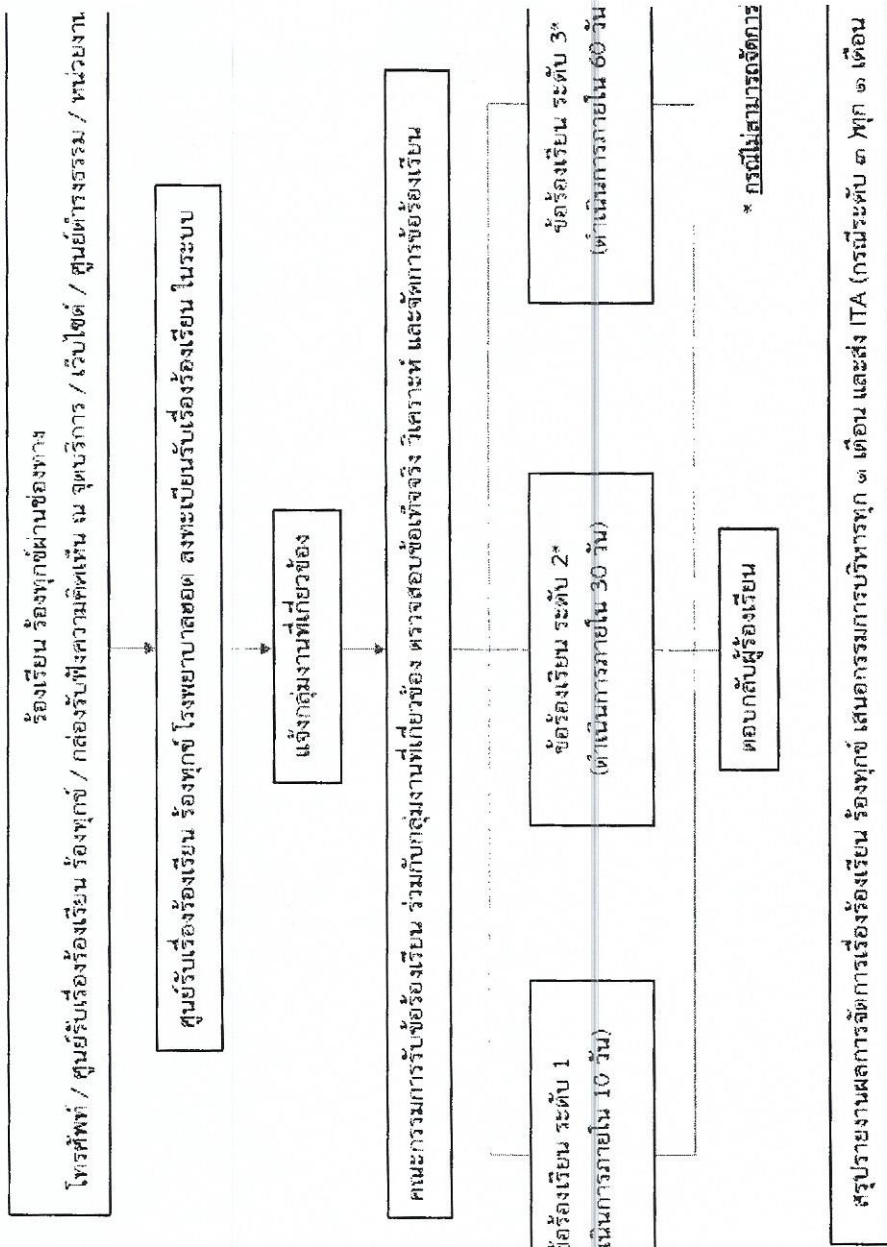 ร้องเรียน ร้องทุกข์ผ่านช่องทาง
โทรศัพท์ / ศูนย์รับเรื่องร้องเรียน ร้องทุกข์ / กล่องรับฟังความคิดเห็น ณ จุดบริการ / เว็บไซต์ / ศูนย์ดำรงธรรม / หน่วยงาน
ศูนย์รับเรื่องร้องเรียน ร้องทุกข์ โรงพยาบาลฮอด ลงทะเบียนรับเรื่องร้องเรียน ในระบบ
แจ้งกลุ่มงานที่เกี่ยวข้อง
คณะกรรมการรับข้อร้องเรียน ร่วมกับกลุ่มงานที่เกี่ยวข้อง ตรวจสอบข้อเท็จจริง วิเคราะห์ และจัดการข้อร้องเรียน
ข้อร้องเรียน ระดับ 1
เนินการภายใน 10 วัน)
ข้อร้องเรียน ระดับ 2*
(ดำเนินการภายใน 30 วัน)
ข้อร้องเรียน ระดับ 3*
(ดำเนินการภายใน 60 วัน
ตอบกลับผู้ร้องเรียน
* กรณีไม่สามารถจัดการ
สรุปรายงานผลการจัดการเรื่องร้องเรียน ร้องทุกข์ เสนอกรรมการบริหารทุก ๓ เดือน และส่ง ITA (กรณีระดับ ๓ )ทุก ๖ เดือน